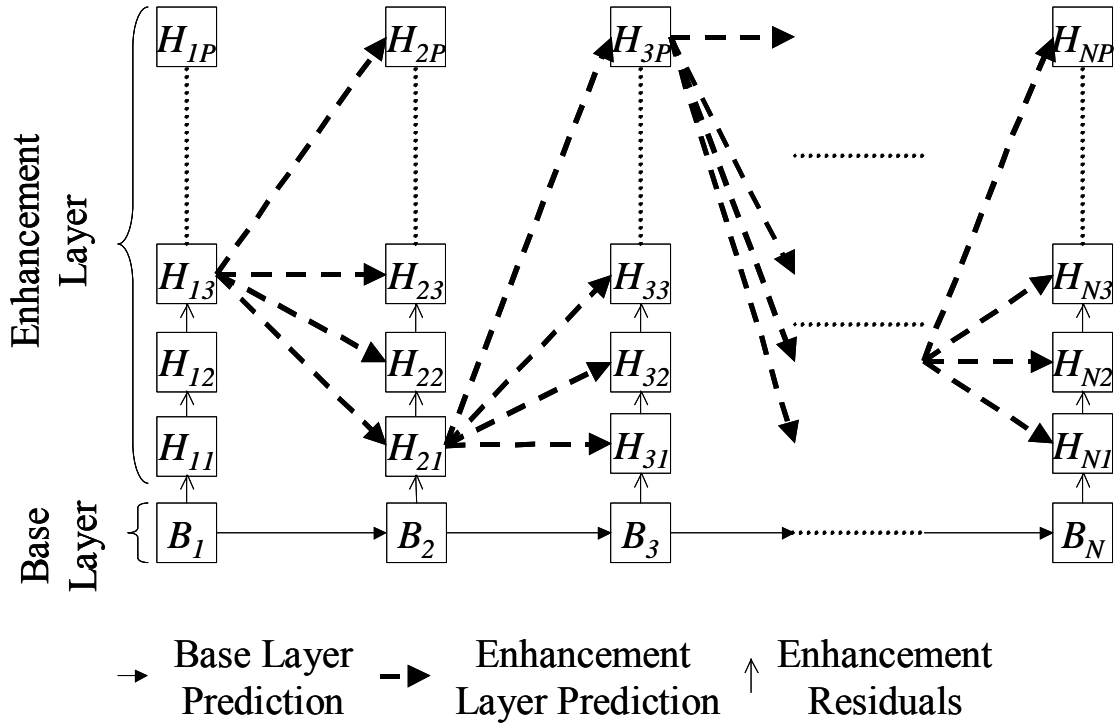 H1P H2P H3P HNP
Enhancement
Layer
H13 H23 H33 HN3
H12 H22 H32 HN2
H11 H21 H31 HN1
Base
Layer
B1 B2 B3 BN
Base Layer
Prediction
Enhancement
Layer Prediction
Enhancement
Residuals